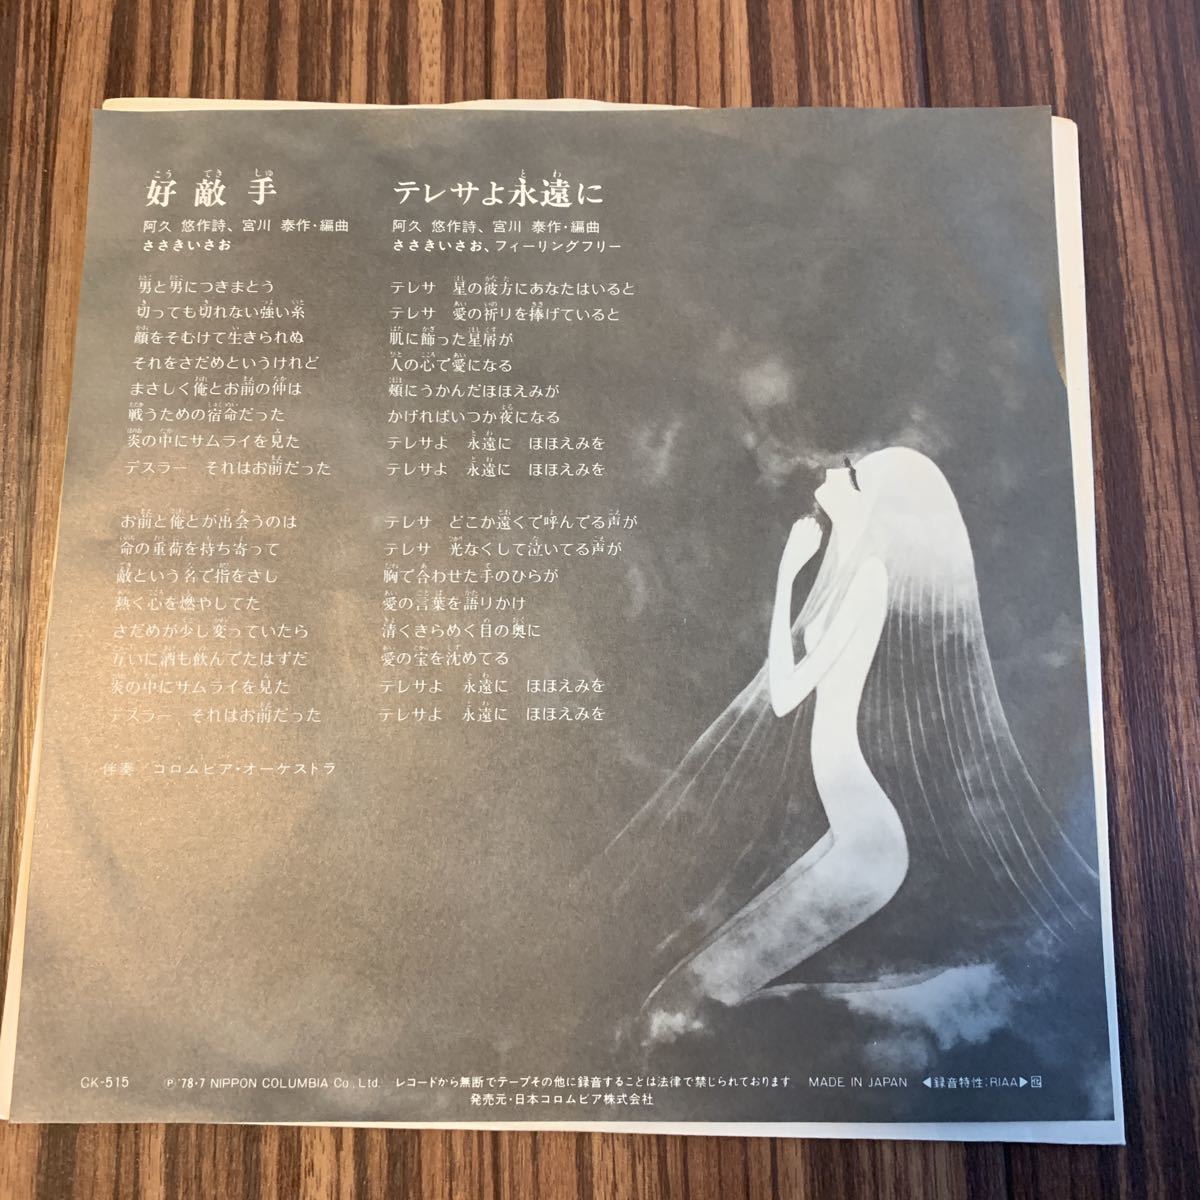 好敵手
阿久 悠作詩、宮川 泰作・編曲
ささきいさお
男と男につきまとう
切っても切れない強い糸
顔をそむけて生きられぬ
それをさだめというけれど
まさしく俺とお前の仲は
戦うための宿命だった
炎の中にサムライを見た
デスラー それはお前だった
お前と俺とが出会うのは
命の重荷を持ち寄って
敵という名で指をさし
熱く心を燃やしてた
さだめが少し変っていたら
互いに酒も飲んでたはずだ
炎の中にサムライを見た
デスラー それはお前だった
伴奏/コロムビア・オーケストラ
テレサよ永遠に
阿久 悠作詩、宮川 泰作・編曲
ささきいさお、フィーリングフリー
テレサ 星の彼方にあなたはいると
テレサ 愛の祈りを捧げていると
肌に飾った星屑が
人の心で愛になる
頬にうかんだほほえみが
かげればいつか夜になる
テレサよ 永遠に ほほえみを
テレサよ 永遠に ほほえみを
テレサ どこか遠くで呼んでる声が
テレサ 光なくして泣いてる声が
胸で合わせた手のひらが
愛の言葉を語りかけ
清くきらめく目の奥に
愛の宝を沈めてる
テレサよ 永遠に ほほえみを
テレサよ 永遠に ほほえみを
CK-515 Ⓟ '78・7 NIPPON COLUMBIA Co., Ltd. レコードから無断でテープその他に録音することは法律で禁じられております MADE IN JAPAN ◀録音特性:RIAA▶
発売元・日本コロムビア株式会社